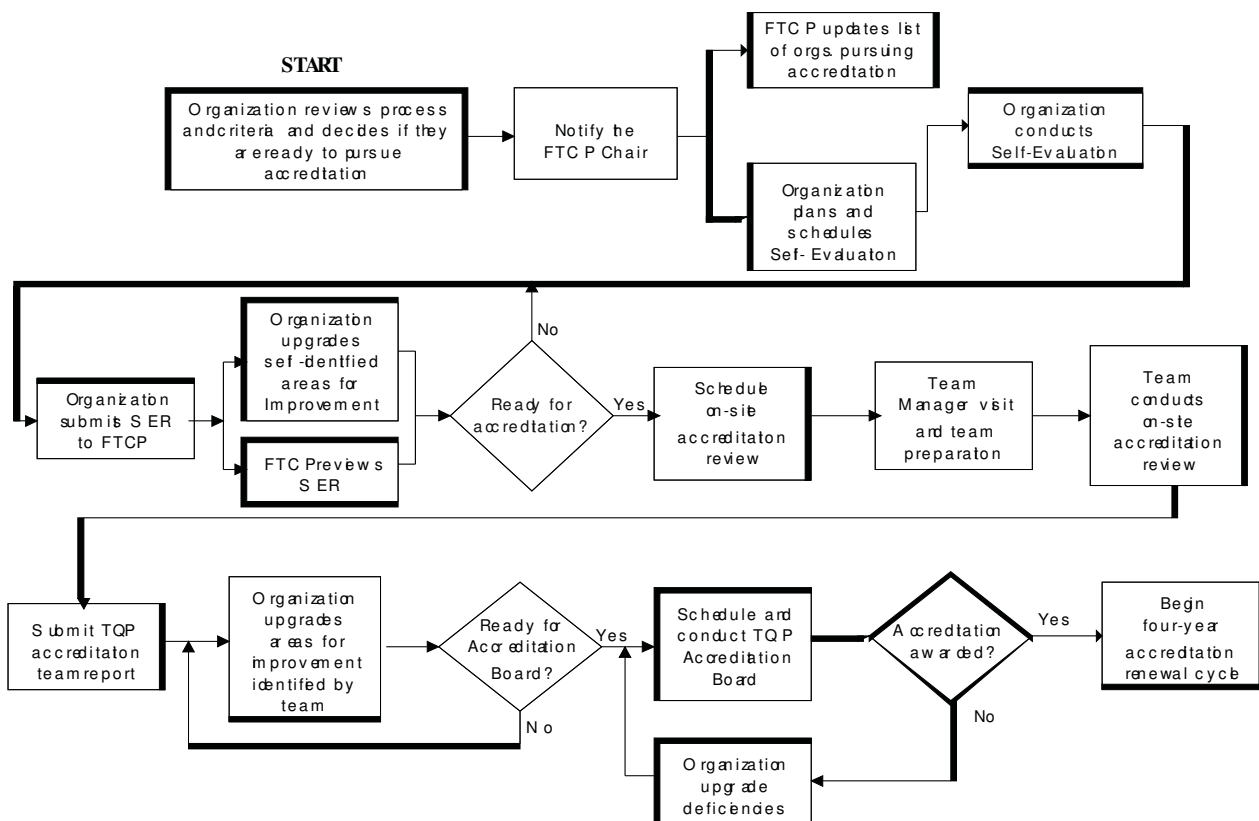 START
Organization reviews process
and criteria and decides if they
are ready to pursue
accreditation
Notify the
FTCP Chair
FTCP updates list
of orgs. pursuing
accreditation
Organization
plans and
schedules
Self-Evaluation
Organization
conducts
Self-Evaluation
Organization
submits SER
to FTCP
Organization
upgrades
self-identified
areas for
Improvement
FTCP reviews
SER
No
Ready for
accreditation?
Yes
Schedule
on-site
accreditation
review
Team
Manager visit
and team
preparation
Team
conducts
on-site
accreditation
review
Submit TQP
accreditation
team report
Organization
upgrades
areas for
improvement
identified by
team
Ready for
Accreditation
Board?
Yes
No
Schedule and
conduct TQP
Accreditation
Board
Accreditation
awarded?
Yes
No
Begin
four-year
accreditation
renewal cycle
Organization
upgrade
deficiencies